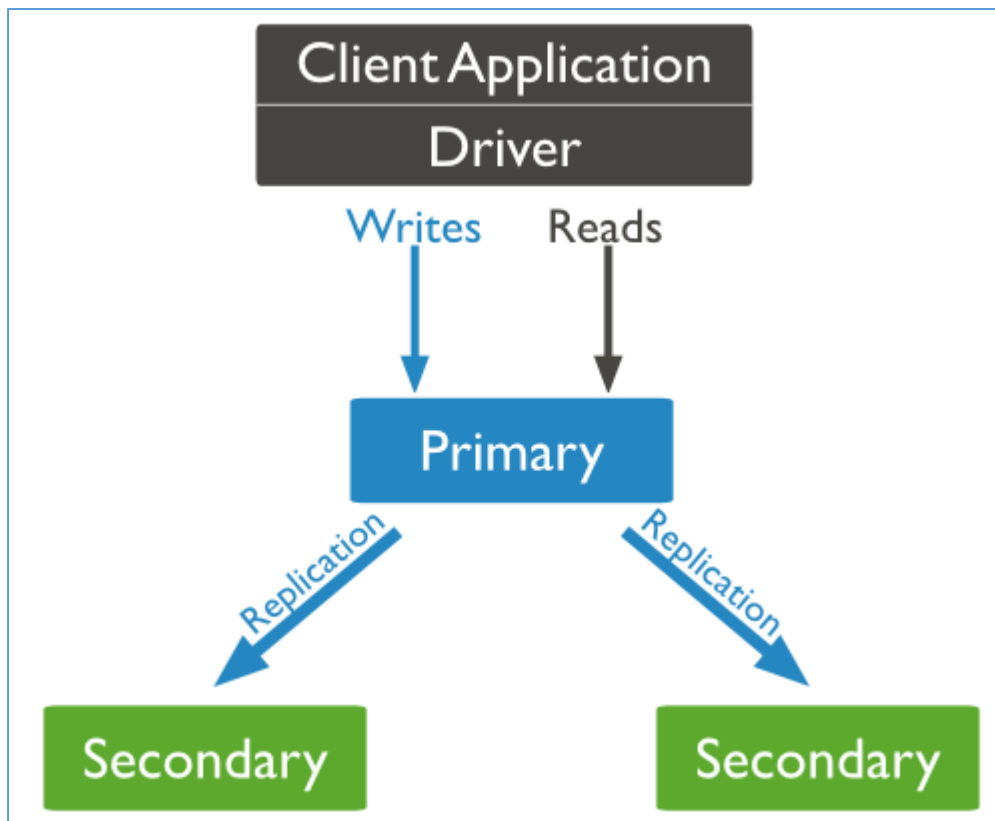 Client Application
Driver
Writes Reads
Primary
Replication Replication
Secondary Secondary